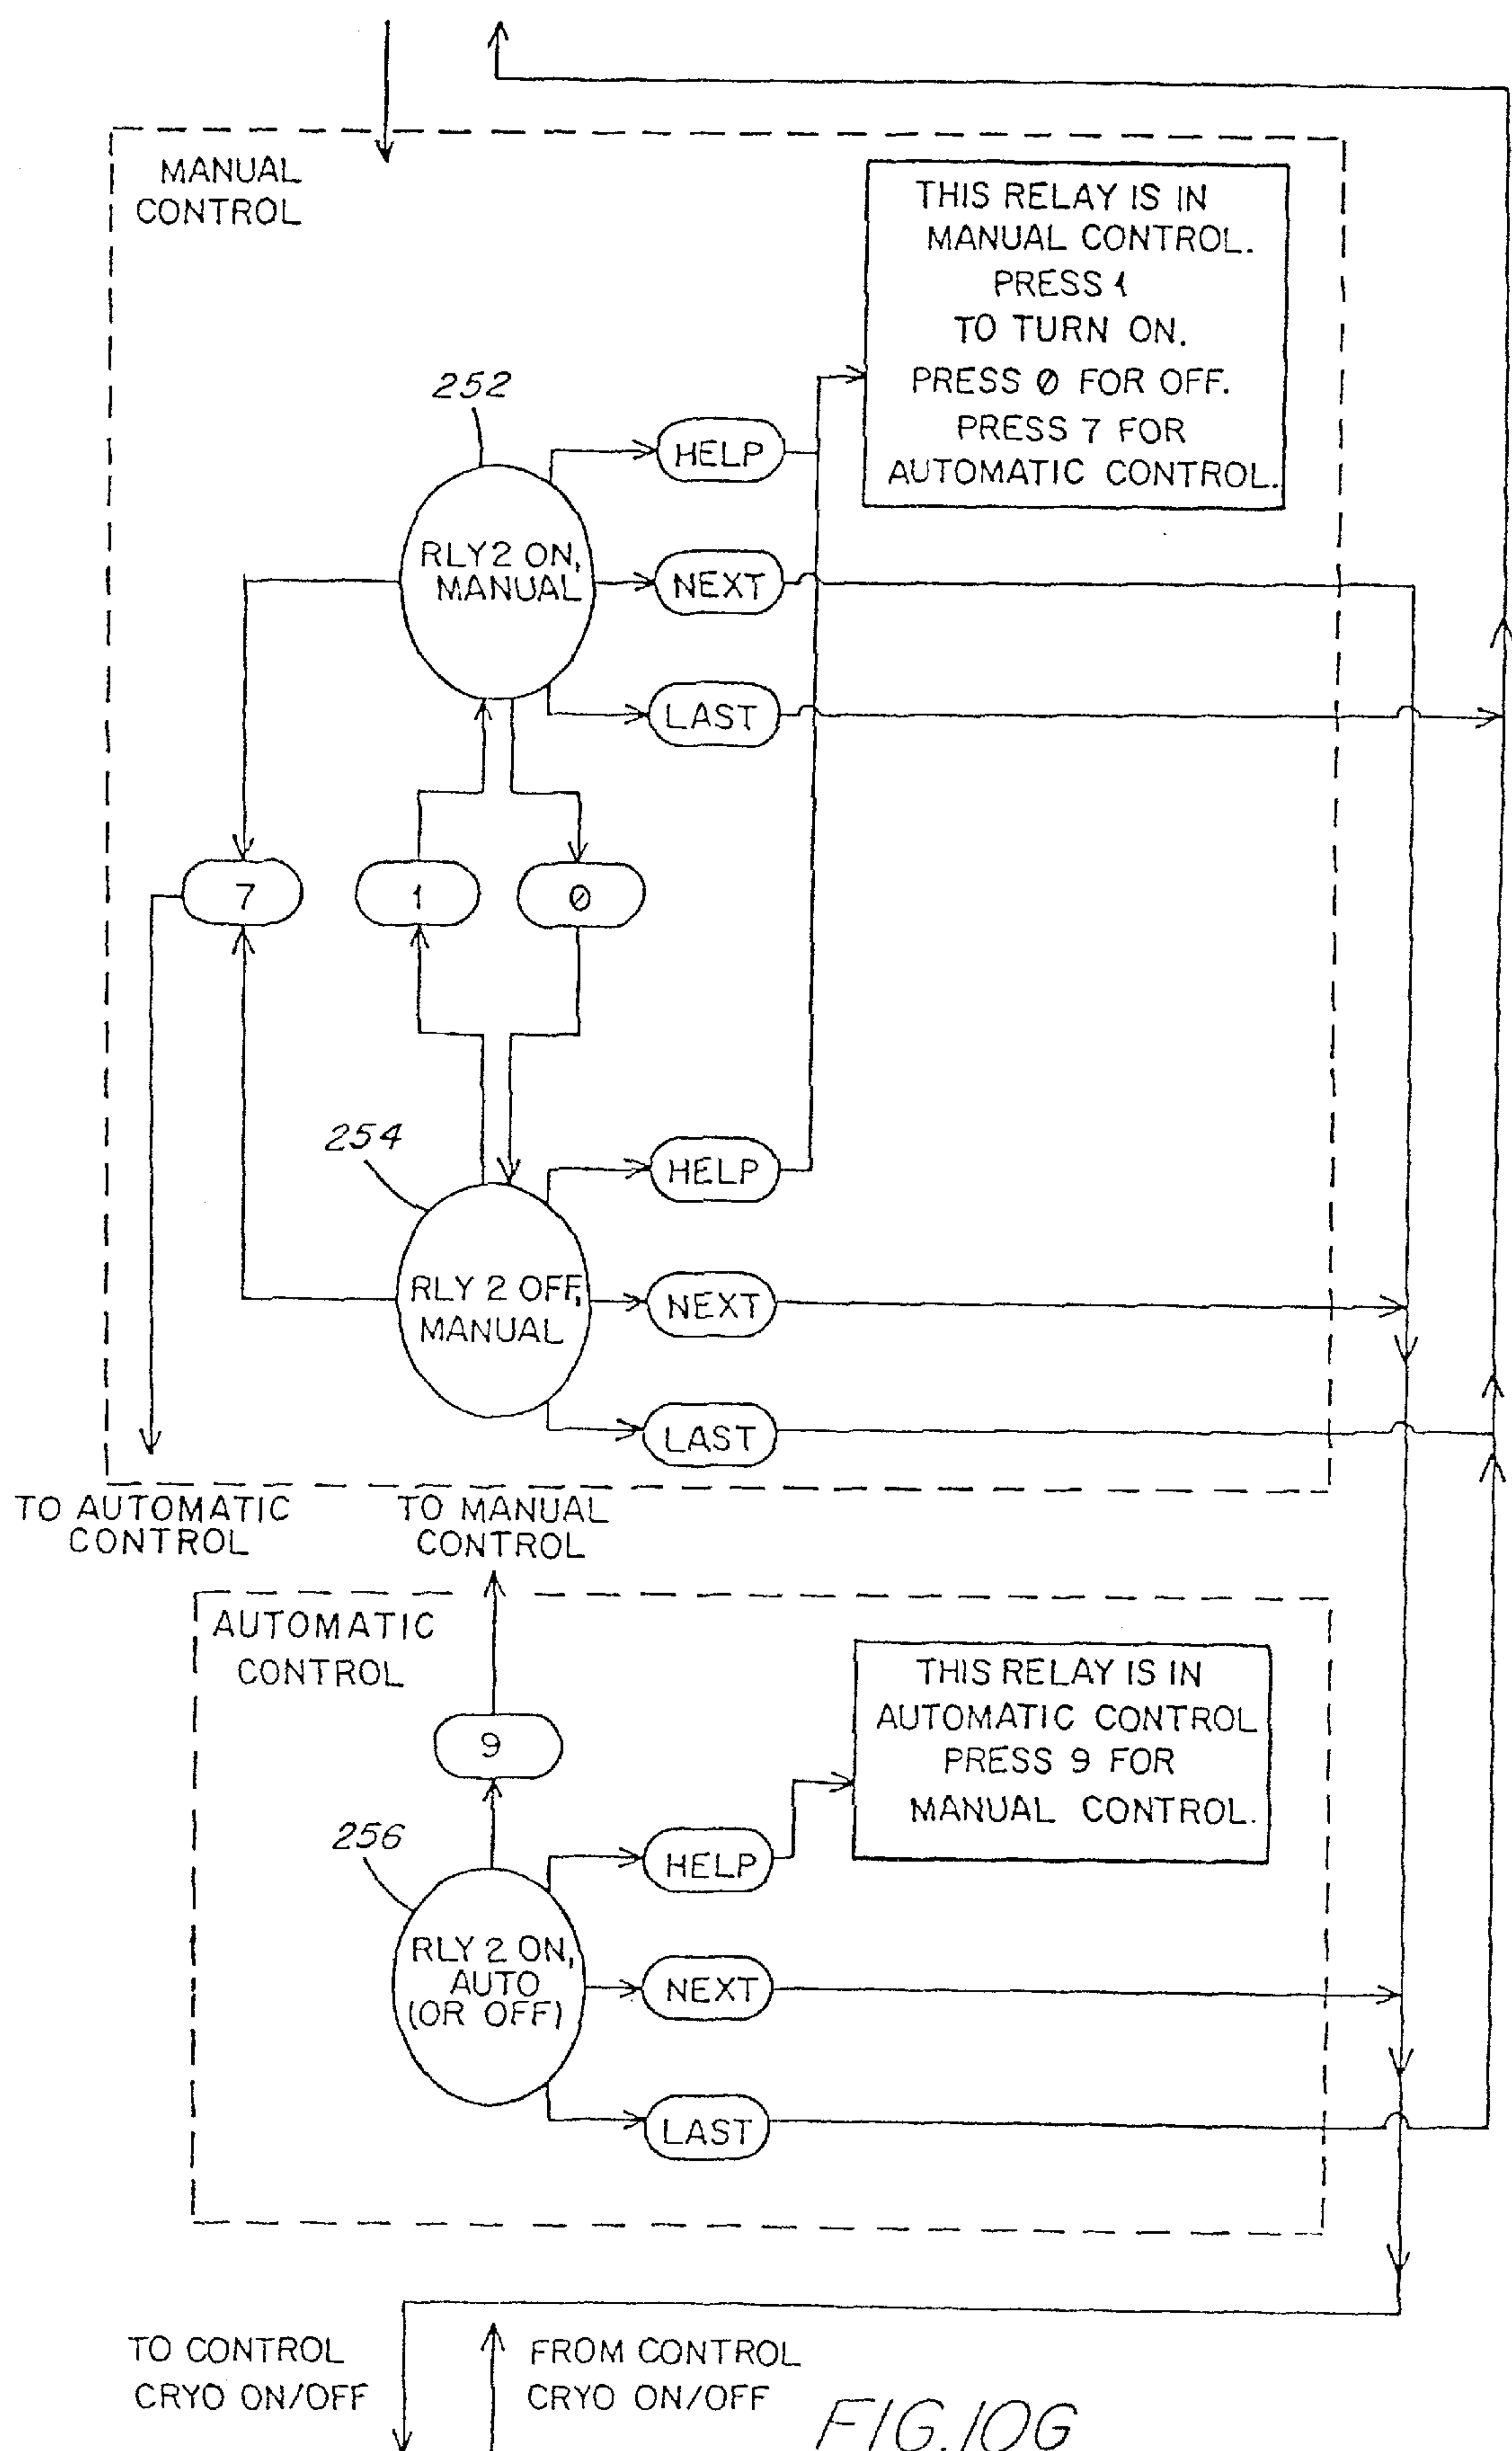 MANUAL
CONTROL
THIS RELAY IS IN
MANUAL CONTROL.
PRESS 1
TO TURN ON.
PRESS 0 FOR OFF.
PRESS 7 FOR
AUTOMATIC CONTROL.
252
HELP
RLY2 ON,
MANUAL
NEXT
LAST
7
1
0
254
HELP
RLY 2 OFF,
MANUAL
NEXT
LAST
TO AUTOMATIC
CONTROL
TO MANUAL
CONTROL
AUTOMATIC
CONTROL
THIS RELAY IS IN
AUTOMATIC CONTROL
PRESS 9 FOR
MANUAL CONTROL.
9
256
HELP
RLY 2 ON,
AUTO
(OR OFF)
NEXT
LAST
TO CONTROL
CRYO ON/OFF
FROM CONTROL
CRYO ON/OFF
FIG.10G